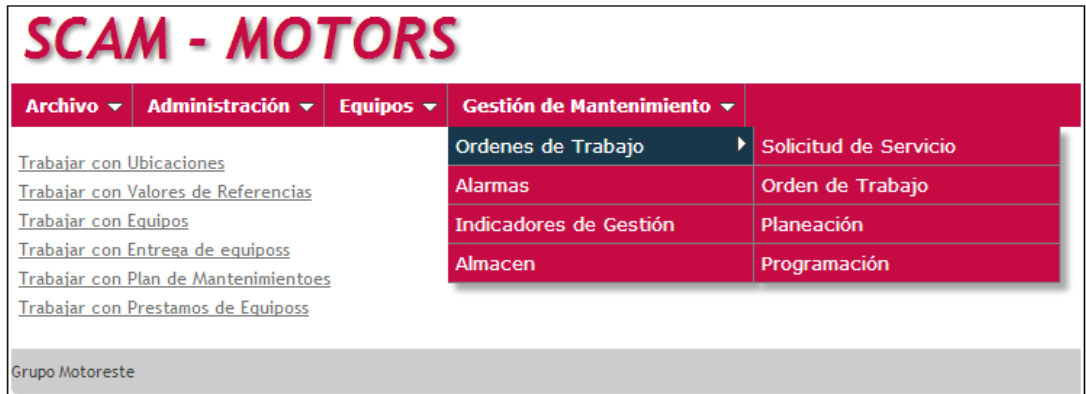 SCAM - MOTORS
Archivo Administración Equipos Gestión de Mantenimiento
Ordenes de Trabajo
Alarmas
Indicadores de Gestión
Almacen
Solicitud de Servicio
Orden de Trabajo
Planeación
Programación
Trabajar con Ubicaciones
Trabajar con Valores de Referencias
Trabajar con Equipos
Trabajar con Entrega de equiposs
Trabajar con Plan de Mantenimientoes
Trabajar con Prestamos de Equiposs
Grupo Motoreste